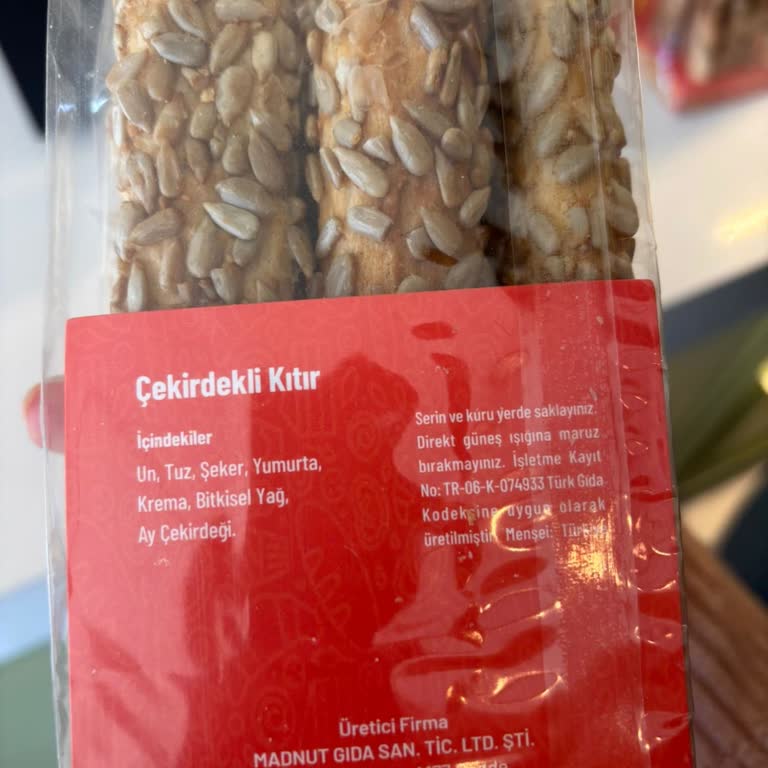 Çekirdekli Kıtır
İçindekiler
Un, Tuz, Şeker, Yumurta,
Krema, Bitkisel Yağ,
Ay Çekirdeği.
Serin ve kuru yerde saklayınız.
Direkt güneş ışığına maruz
bırakmayınız. İşletme Kayıt
No: TR-06-K-074933 Türk Gıda
Kodeksine uygun olarak
üretilmiştir. Menşei:
Üretici Firma
MADNUT GIDA SAN. TİC. LTD. ŞTİ.